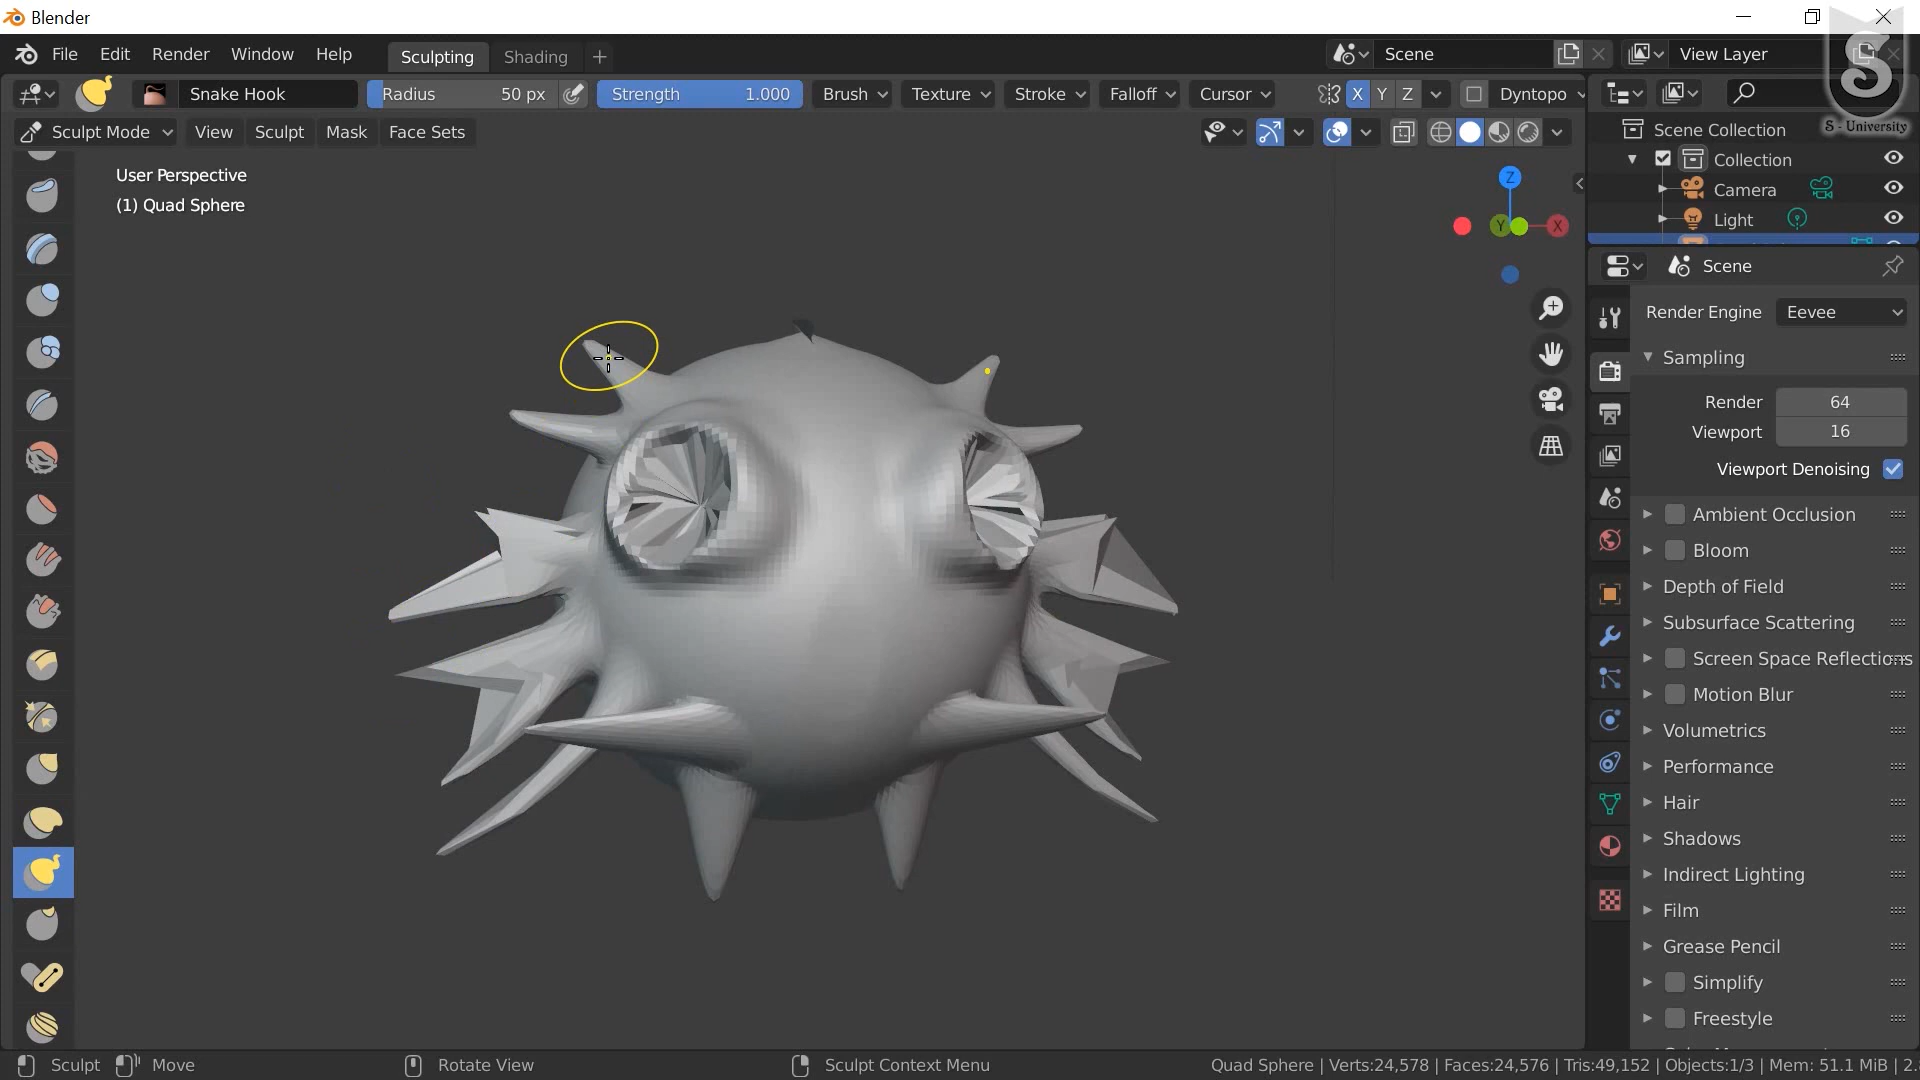 Blender
File Edit Render Window Help Sculpting Shading + Scene View Layer
Snake Hook Radius 50 px Strength 1.000 Brush Texture Stroke Falloff Cursor X Y Z Dyntopo
S - University
Sculpt Mode View Sculpt Mask Face Sets
User Perspective
(1) Quad Sphere
Z
Y X
Scene Collection
Collection
Camera
Light
Scene
Render Engine Eevee
Sampling
Render 64
Viewport 16
Viewport Denoising
Ambient Occlusion
Bloom
Depth of Field
Subsurface Scattering
Screen Space Reflections
Motion Blur
Volumetrics
Performance
Hair
Shadows
Indirect Lighting
Film
Grease Pencil
Simplify
Freestyle
Sculpt Move Rotate View Sculpt Context Menu Quad Sphere | Verts:24,578 | Faces:24,576 | Tris:49,152 | Objects:1/3 | Mem: 51.1 MiB | 2.